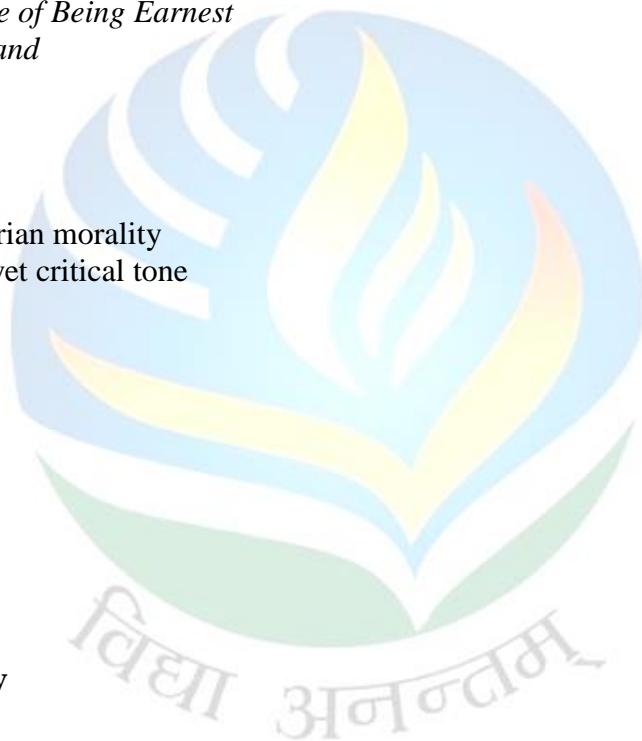 e of Being Earnest
and
rian morality
yet critical tone
y
विद्या अनन्तम्